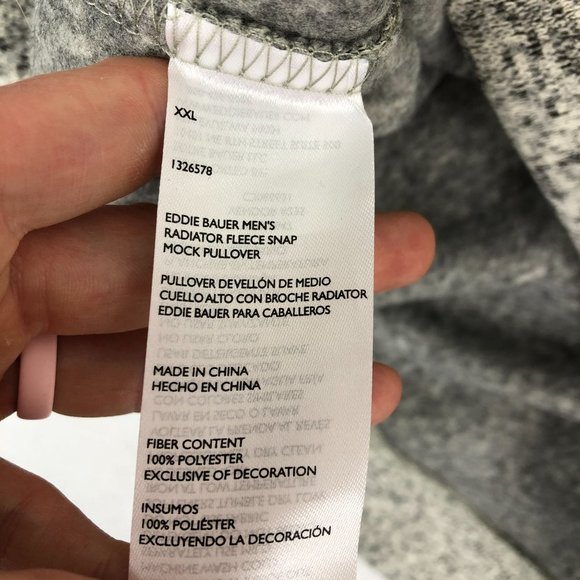 XXL
1326578
EDDIE BAUER MEN'S
RADIATOR FLEECE SNAP
MOCK PULLOVER
PULLOVER DEVELLÓN DE MEDIO
CUELLO ALTO CON BROCHE RADIATOR
EDDIE BAUER PARA CABALLEROS
MADE IN CHINA
HECHO EN CHINA
FIBER CONTENT
100% POLYESTER
EXCLUSIVE OF DECORATION
INSUMOS
100% POLIÉSTER
EXCLUYENDO LA DECORACIÓN